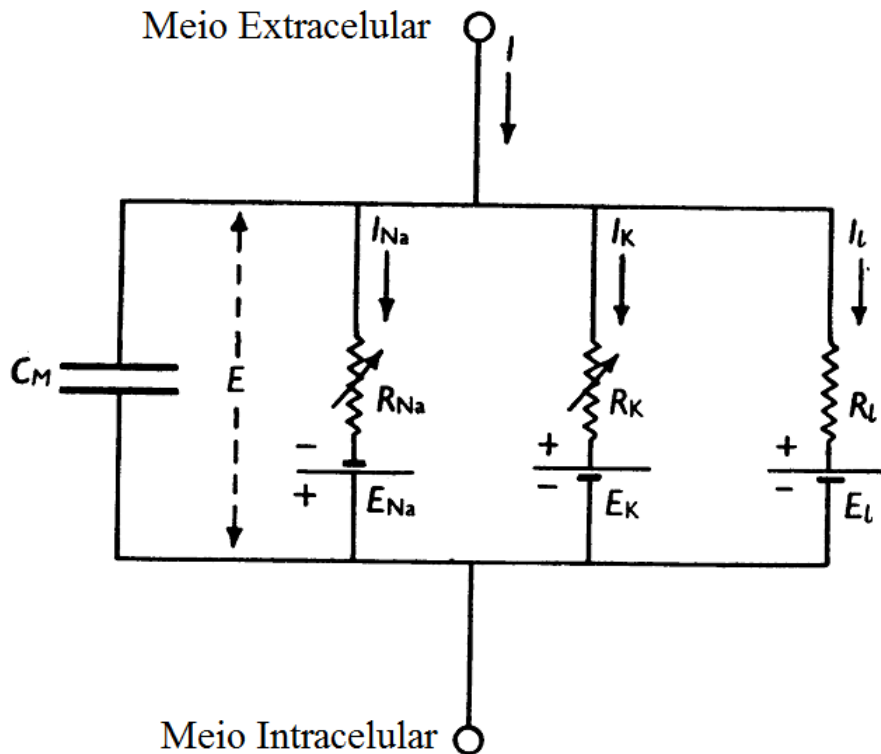 Meio Extracelular
I
I_Na I_K I_l
C_M E R_Na R_K R_l
- + +
+ E_Na - E_K - E_l
Meio Intracelular